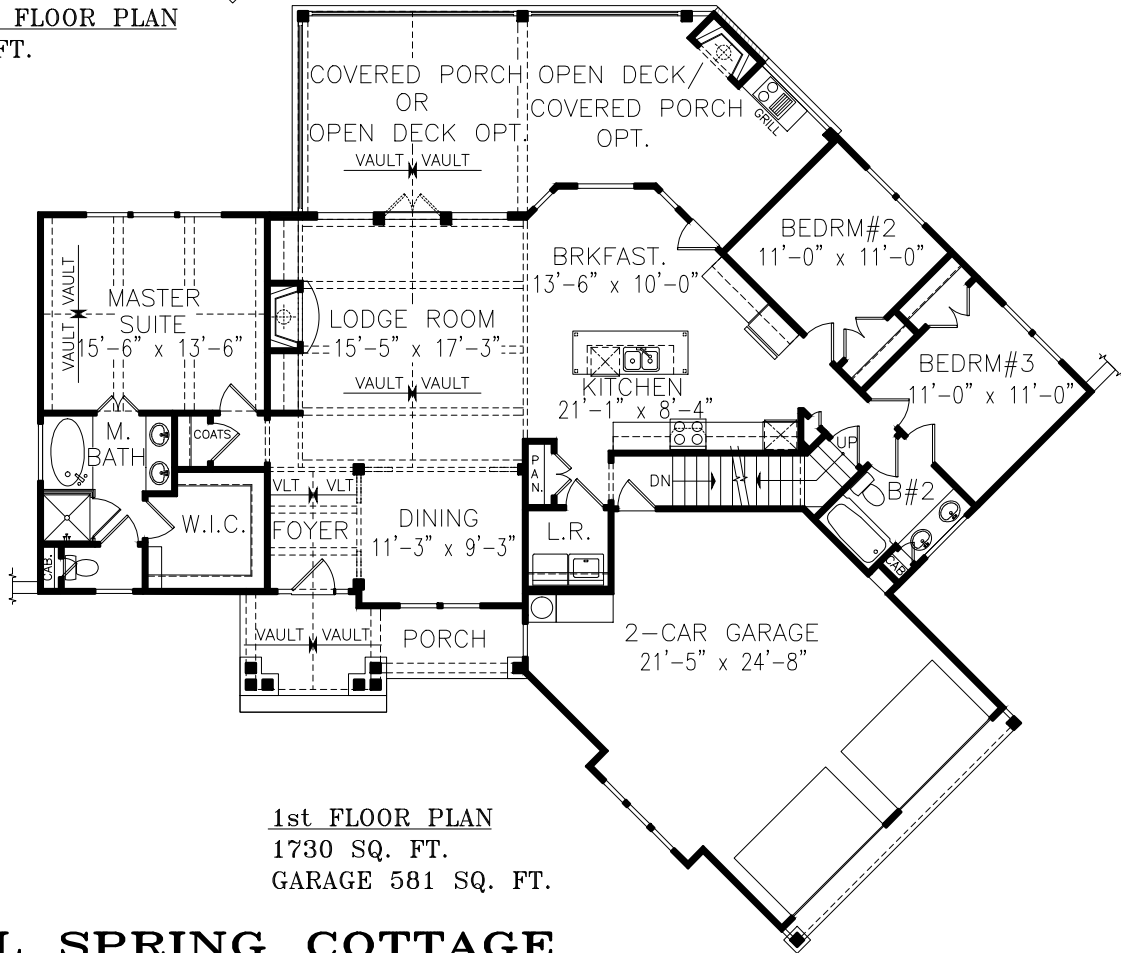 FLOOR PLAN
FT.
COVERED PORCH
OR
OPEN DECK OPT.
OPEN DECK/
COVERED PORCH
OPT.
GRILL
VAULT VAULT
BEDRM#2
11'-0" x 11'-0"
BRKFAST.
13'-6" x 10'-0"
VAULT VAULT
MASTER
SUITE
15'-6" x 13'-6"
LODGE ROOM
15'-5" x 17'-3"
VAULT VAULT
KITCHEN
21'-1" x 8'-4"
BEDRM#3
11'-0" x 11'-0"
M.
BATH
COATS
PAN.
DN
UP
B#2
CAB.
VLT VLT
W.I.C.
FOYER
DINING
11'-3" x 9'-3"
L.R.
CAB.
VAULT VAULT
PORCH
2-CAR GARAGE
21'-5" x 24'-8"
1st FLOOR PLAN
1730 SQ. FT.
GARAGE 581 SQ. FT.
L SPRING COTTAGE